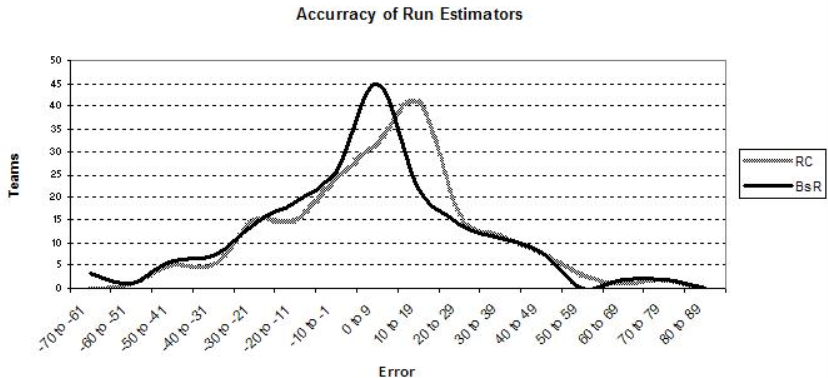 Accurracy of Run Estimators
50
45
40
35
30
25
20
15
10
5
0
Teams
-70 to -61
-60 to -51
-50 to -41
-40 to -31
-30 to -21
-20 to -11
-10 to -1
0 to 9
10 to 19
20 to 29
30 to 39
40 to 49
50 to 59
60 to 69
70 to 79
80 to 89
Error
RC
BsR